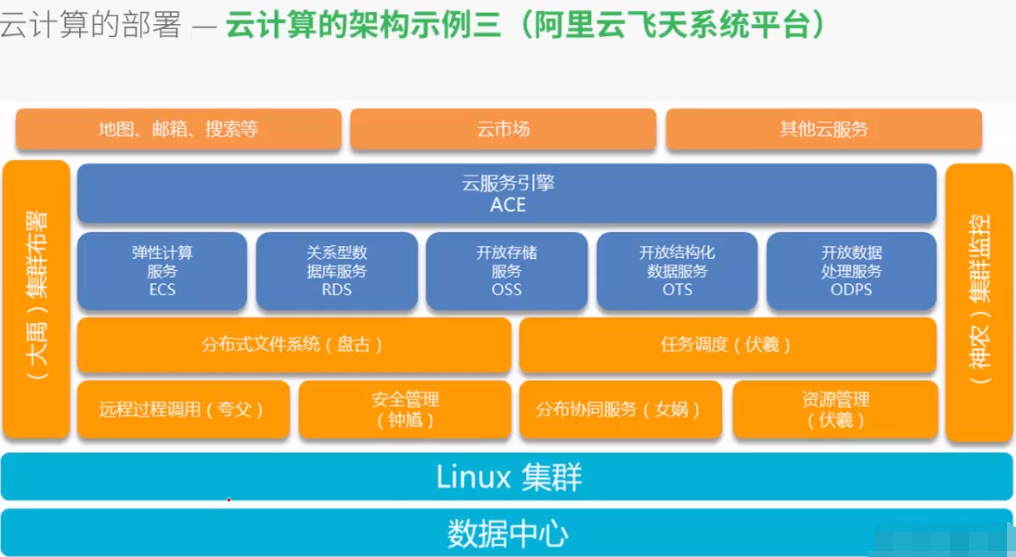 云计算的部署 — 云计算的架构示例三（阿里云飞天系统平台）
地图、邮箱、搜索等
云市场
其他云服务
（大禹）集群布署
云服务引擎
ACE
（神农）集群监控
弹性计算
服务
ECS
关系型数
据库服务
RDS
开放存储
服务
OSS
开放结构化
数据服务
OTS
开放数据
处理服务
ODPS
分布式文件系统（盘古）
任务调度（伏羲）
远程过程调用（夸父）
安全管理
（钟馗）
分布协同服务（女娲）
资源管理
（伏羲）
Linux 集群
数据中心